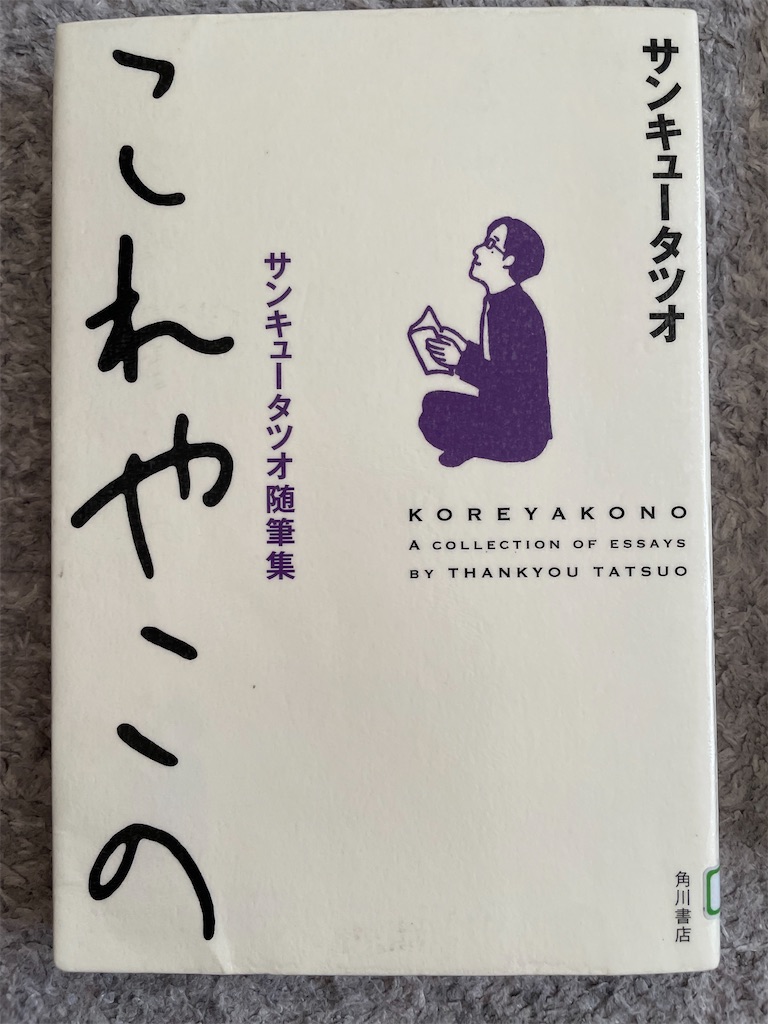 サンキュータツオ
これやこの
サンキュータツオ随筆集
KOREYAKONO
A COLLECTION OF ESSAYS
BY THANKYOU TATSUO
角川書店